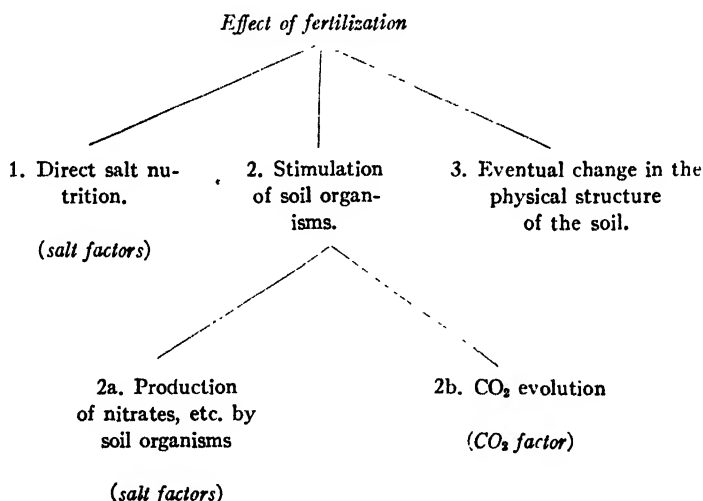 Effect of fertilization
1. Direct salt nu-
trition.
(salt factors)
2. Stimulation
of soil organ-
isms.
3. Eventual change in the
physical structure
of the soil.
2a. Production
of nitrates, etc. by
soil organisms
(salt factors)
2b. CO₂ evolution
(CO₂ factor)